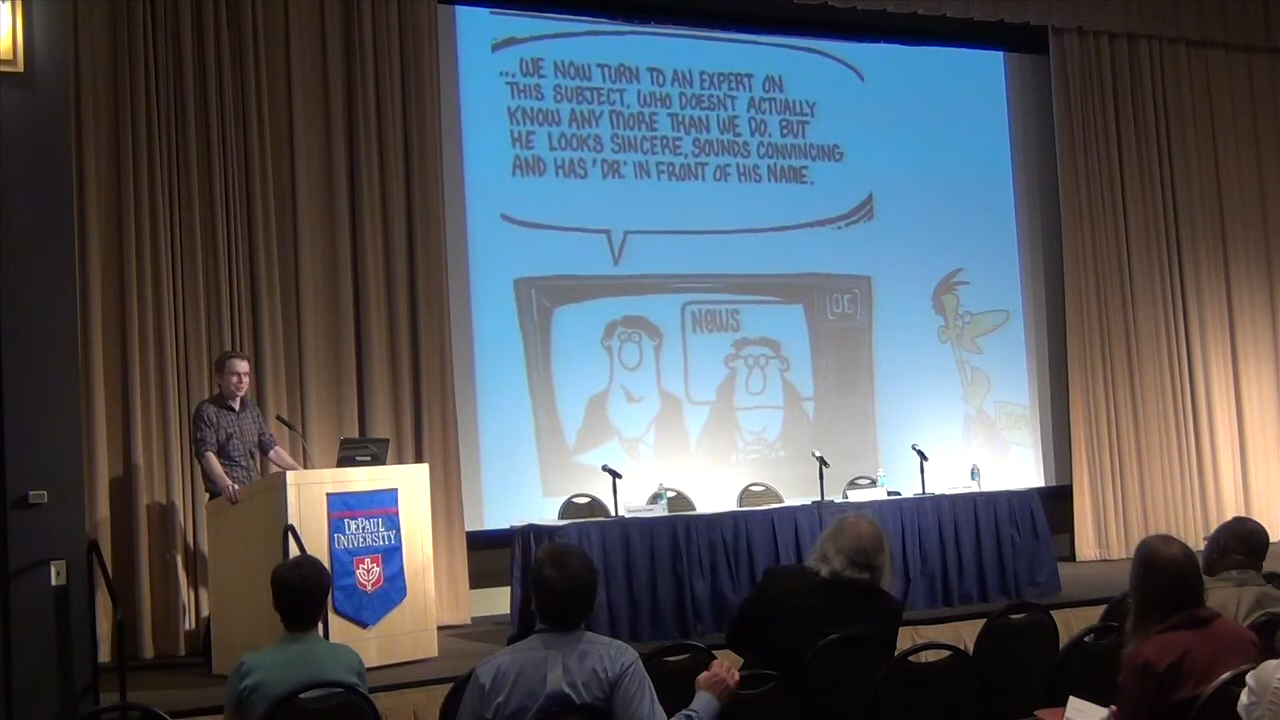 ...WE NOW TURN TO AN EXPERT ON
THIS SUBJECT, WHO DOESN'T ACTUALLY
KNOW ANY MORE THAN WE DO. BUT
HE LOOKS SINCERE, SOUNDS CONVINCING
AND HAS "DR." IN FRONT OF HIS NAME.
NEWS
DEPAUL
UNIVERSITY